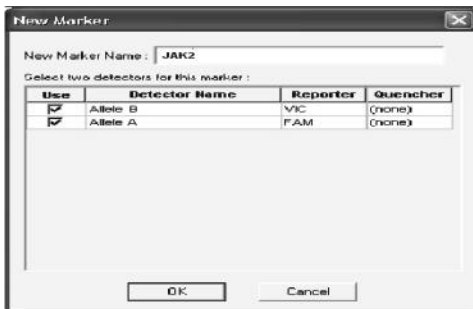 New Marker
New Marker Name : JAK2
Select two detectors for this marker :
Use Detector Name Reporter Quencher
Allele B VIC (none)
Allele A FAM (none)
OK Cancel